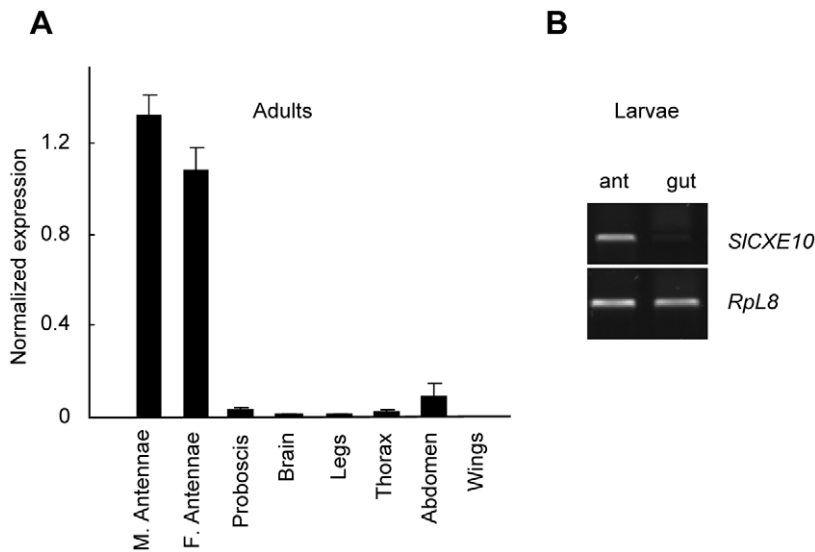 A
B
Adults
Larvae
Normalized expression
1.2
0.8
0.4
0
M. Antennae
F. Antennae
Proboscis
Brain
Legs
Thorax
Abdomen
Wings
ant gut
SlCXE10
RpL8